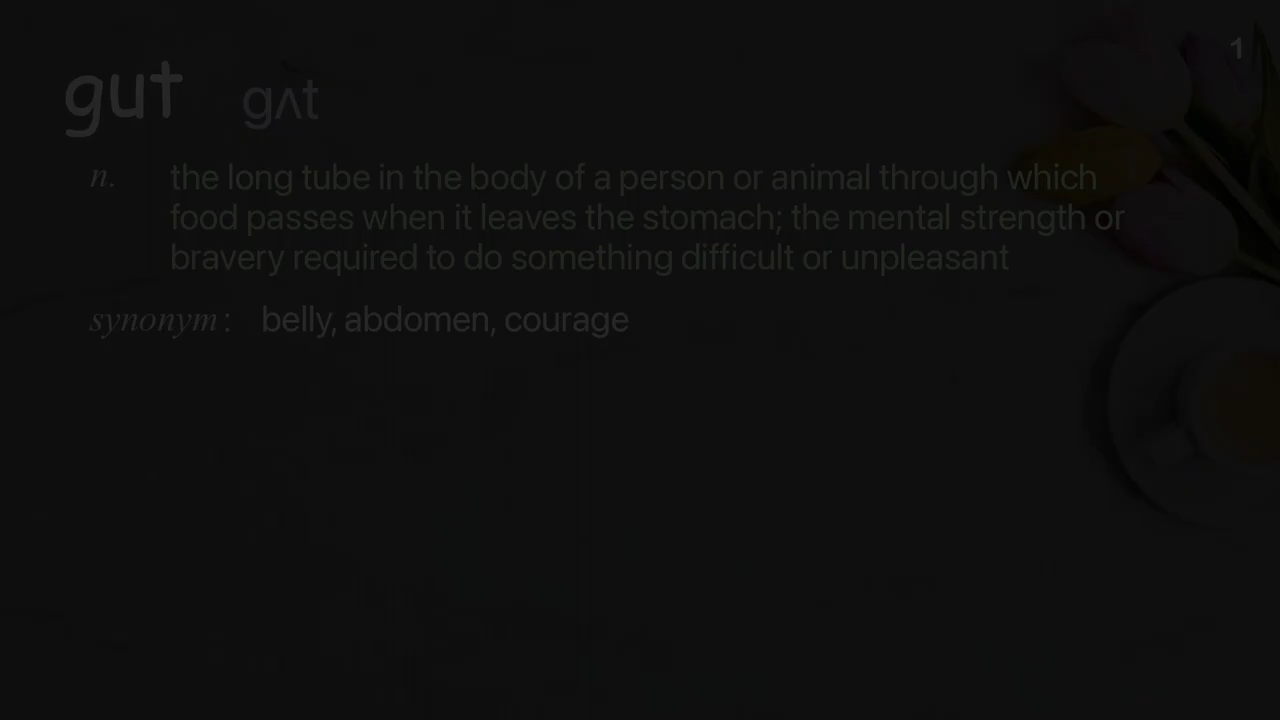 1
gut gʌt
n. the long tube in the body of a person or animal through which
food passes when it leaves the stomach; the mental strength or
bravery required to do something difficult or unpleasant
synonym : belly, abdomen, courage